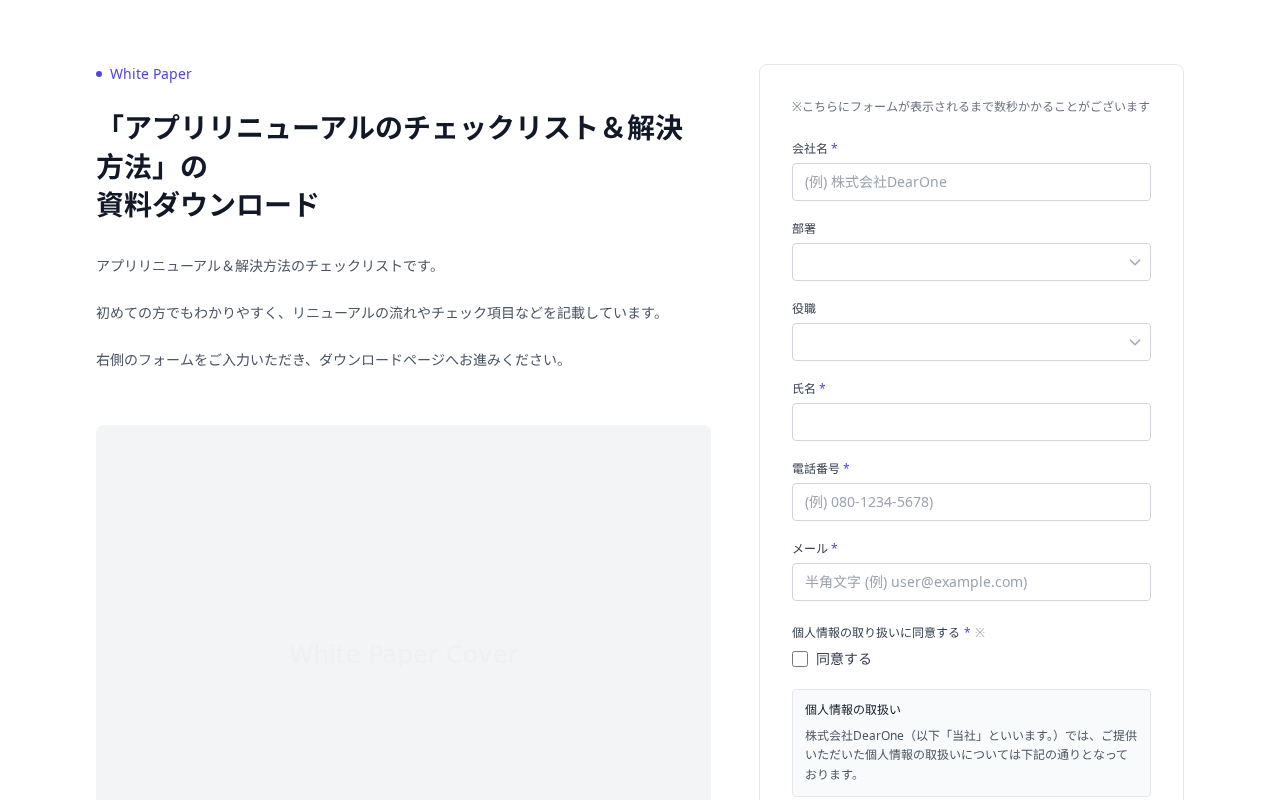 White Paper
「アプリリニューアルのチェックリスト＆解決
方法」の
資料ダウンロード
アプリリニューアル＆解決方法のチェックリストです。
初めての方でもわかりやすく、リニューアルの流れやチェック項目などを記載しています。
右側のフォームをご入力いただき、ダウンロードページへお進みください。
White Paper Cover
※こちらにフォームが表示されるまで数秒かかることがございます
会社名 *
(例) 株式会社DearOne
部署
役職
氏名 *
電話番号 *
(例) 080-1234-5678)
メール *
半角文字 (例) user@example.com)
個人情報の取り扱いに同意する * ※
同意する
個人情報の取扱い
株式会社DearOne（以下「当社」といいます。）では、ご提供
いただいた個人情報の取扱いについては下記の通りとなって
おります。